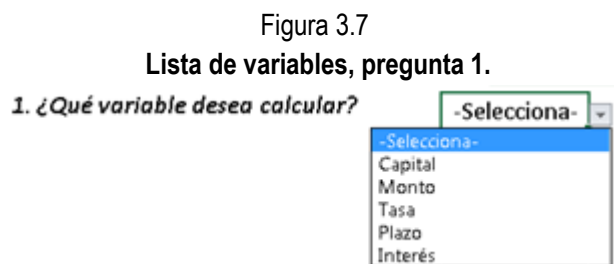 Figura 3.7
Lista de variables, pregunta 1.
1. ¿Qué variable desea calcular? -Selecciona-
-Selecciona-
Capital
Monto
Tasa
Plazo
Interés